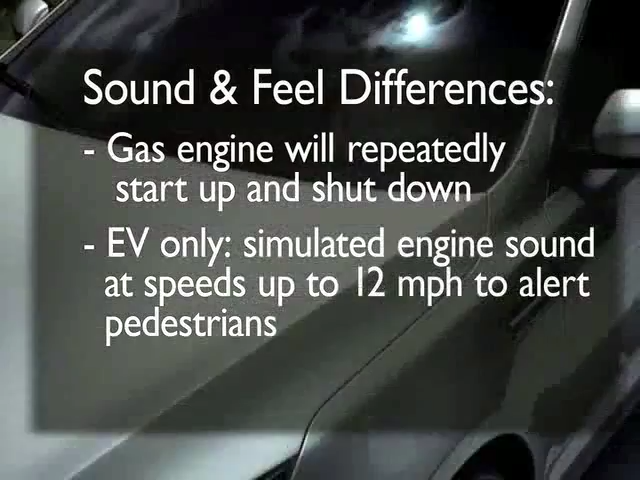 Sound & Feel Differences:
- Gas engine will repeatedly
start up and shut down
- EV only: simulated engine sound
at speeds up to 12 mph to alert
pedestrians